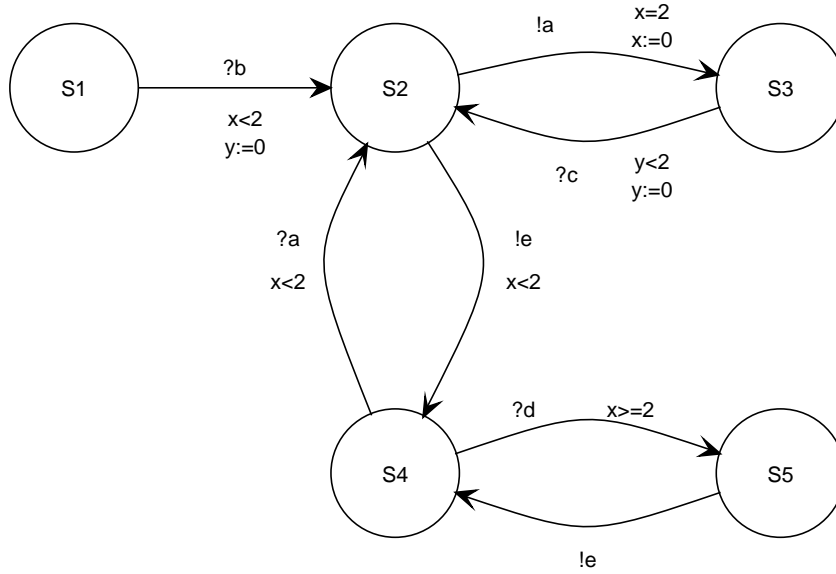 !a
x=2
x:=0
?b
S1
S2
S3
x<2
y:=0
?c
y<2
y:=0
?a
x<2
!e
x<2
?d
x>=2
S4
S5
!e